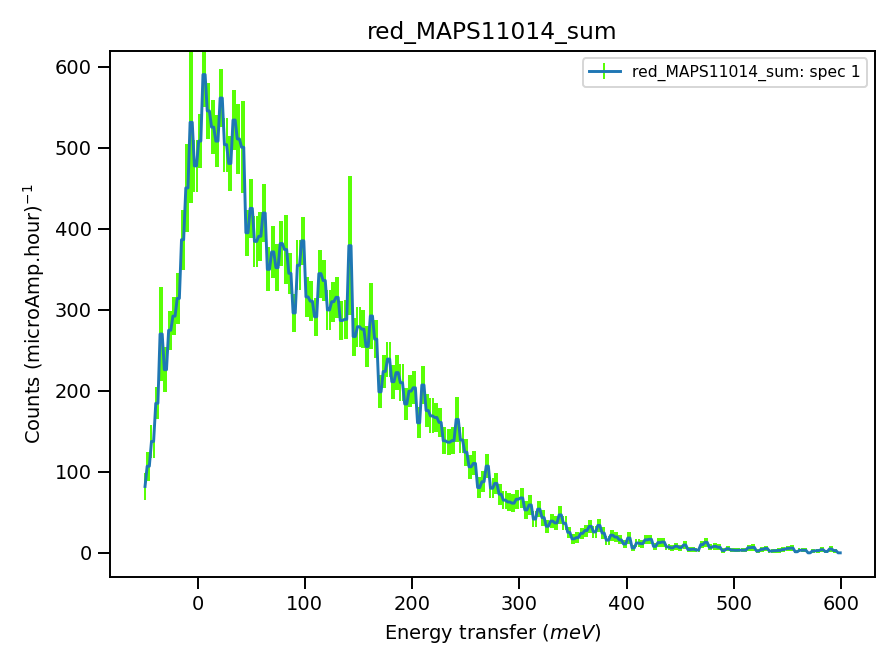 red_MAPS11014_sum
600
500
400
300
200
100
0
Counts (microAmp.hour)⁻¹
red_MAPS11014_sum: spec 1
0 100 200 300 400 500 600
Energy transfer (meV)